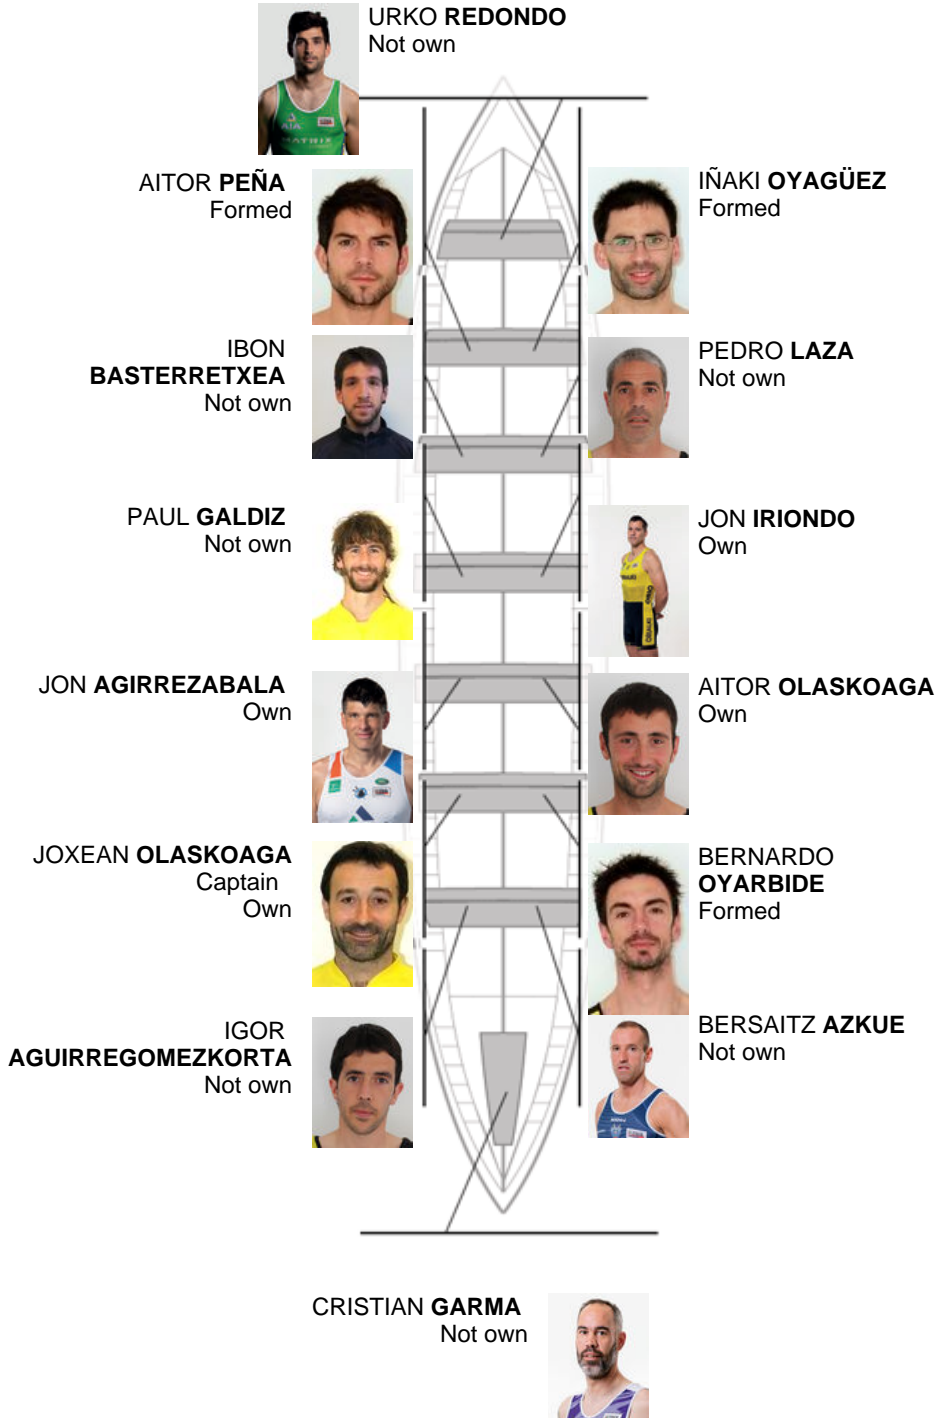 URKO REDONDO
Not own
AITOR PEÑA
Formed
IÑAKI OYAGÜEZ
Formed
IBON
BASTERRETXEA
Not own
PEDRO LAZA
Not own
PAUL GALDIZ
Not own
JON IRIONDO
Own
JON AGIRREZABALA
Own
AITOR OLASKOAGA
Own
JOXEAN OLASKOAGA
Captain
Own
BERNARDO
OYARBIDE
Formed
IGOR
AGUIRREGOMEZKORTA
Not own
BERSAITZ AZKUE
Not own
CRISTIAN GARMA
Not own